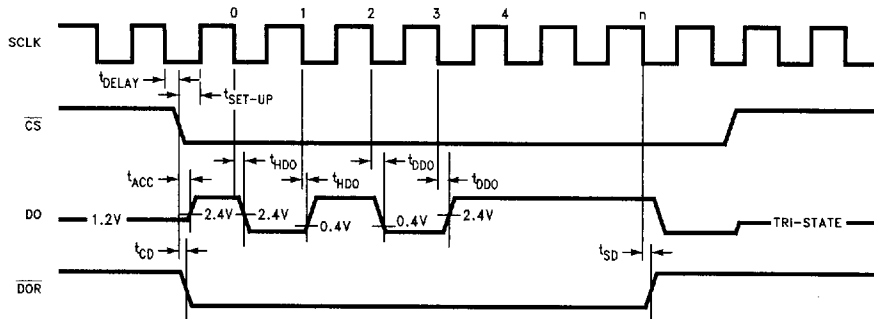 0 1 2 3 4 n
SCLK
tDELAY
tSET-UP
CS
tHDO tHDO tDDO tDDO
tACC
DO 1.2V 2.4V 2.4V 0.4V 0.4V 2.4V TRI-STATE
tCD tSD
DOR